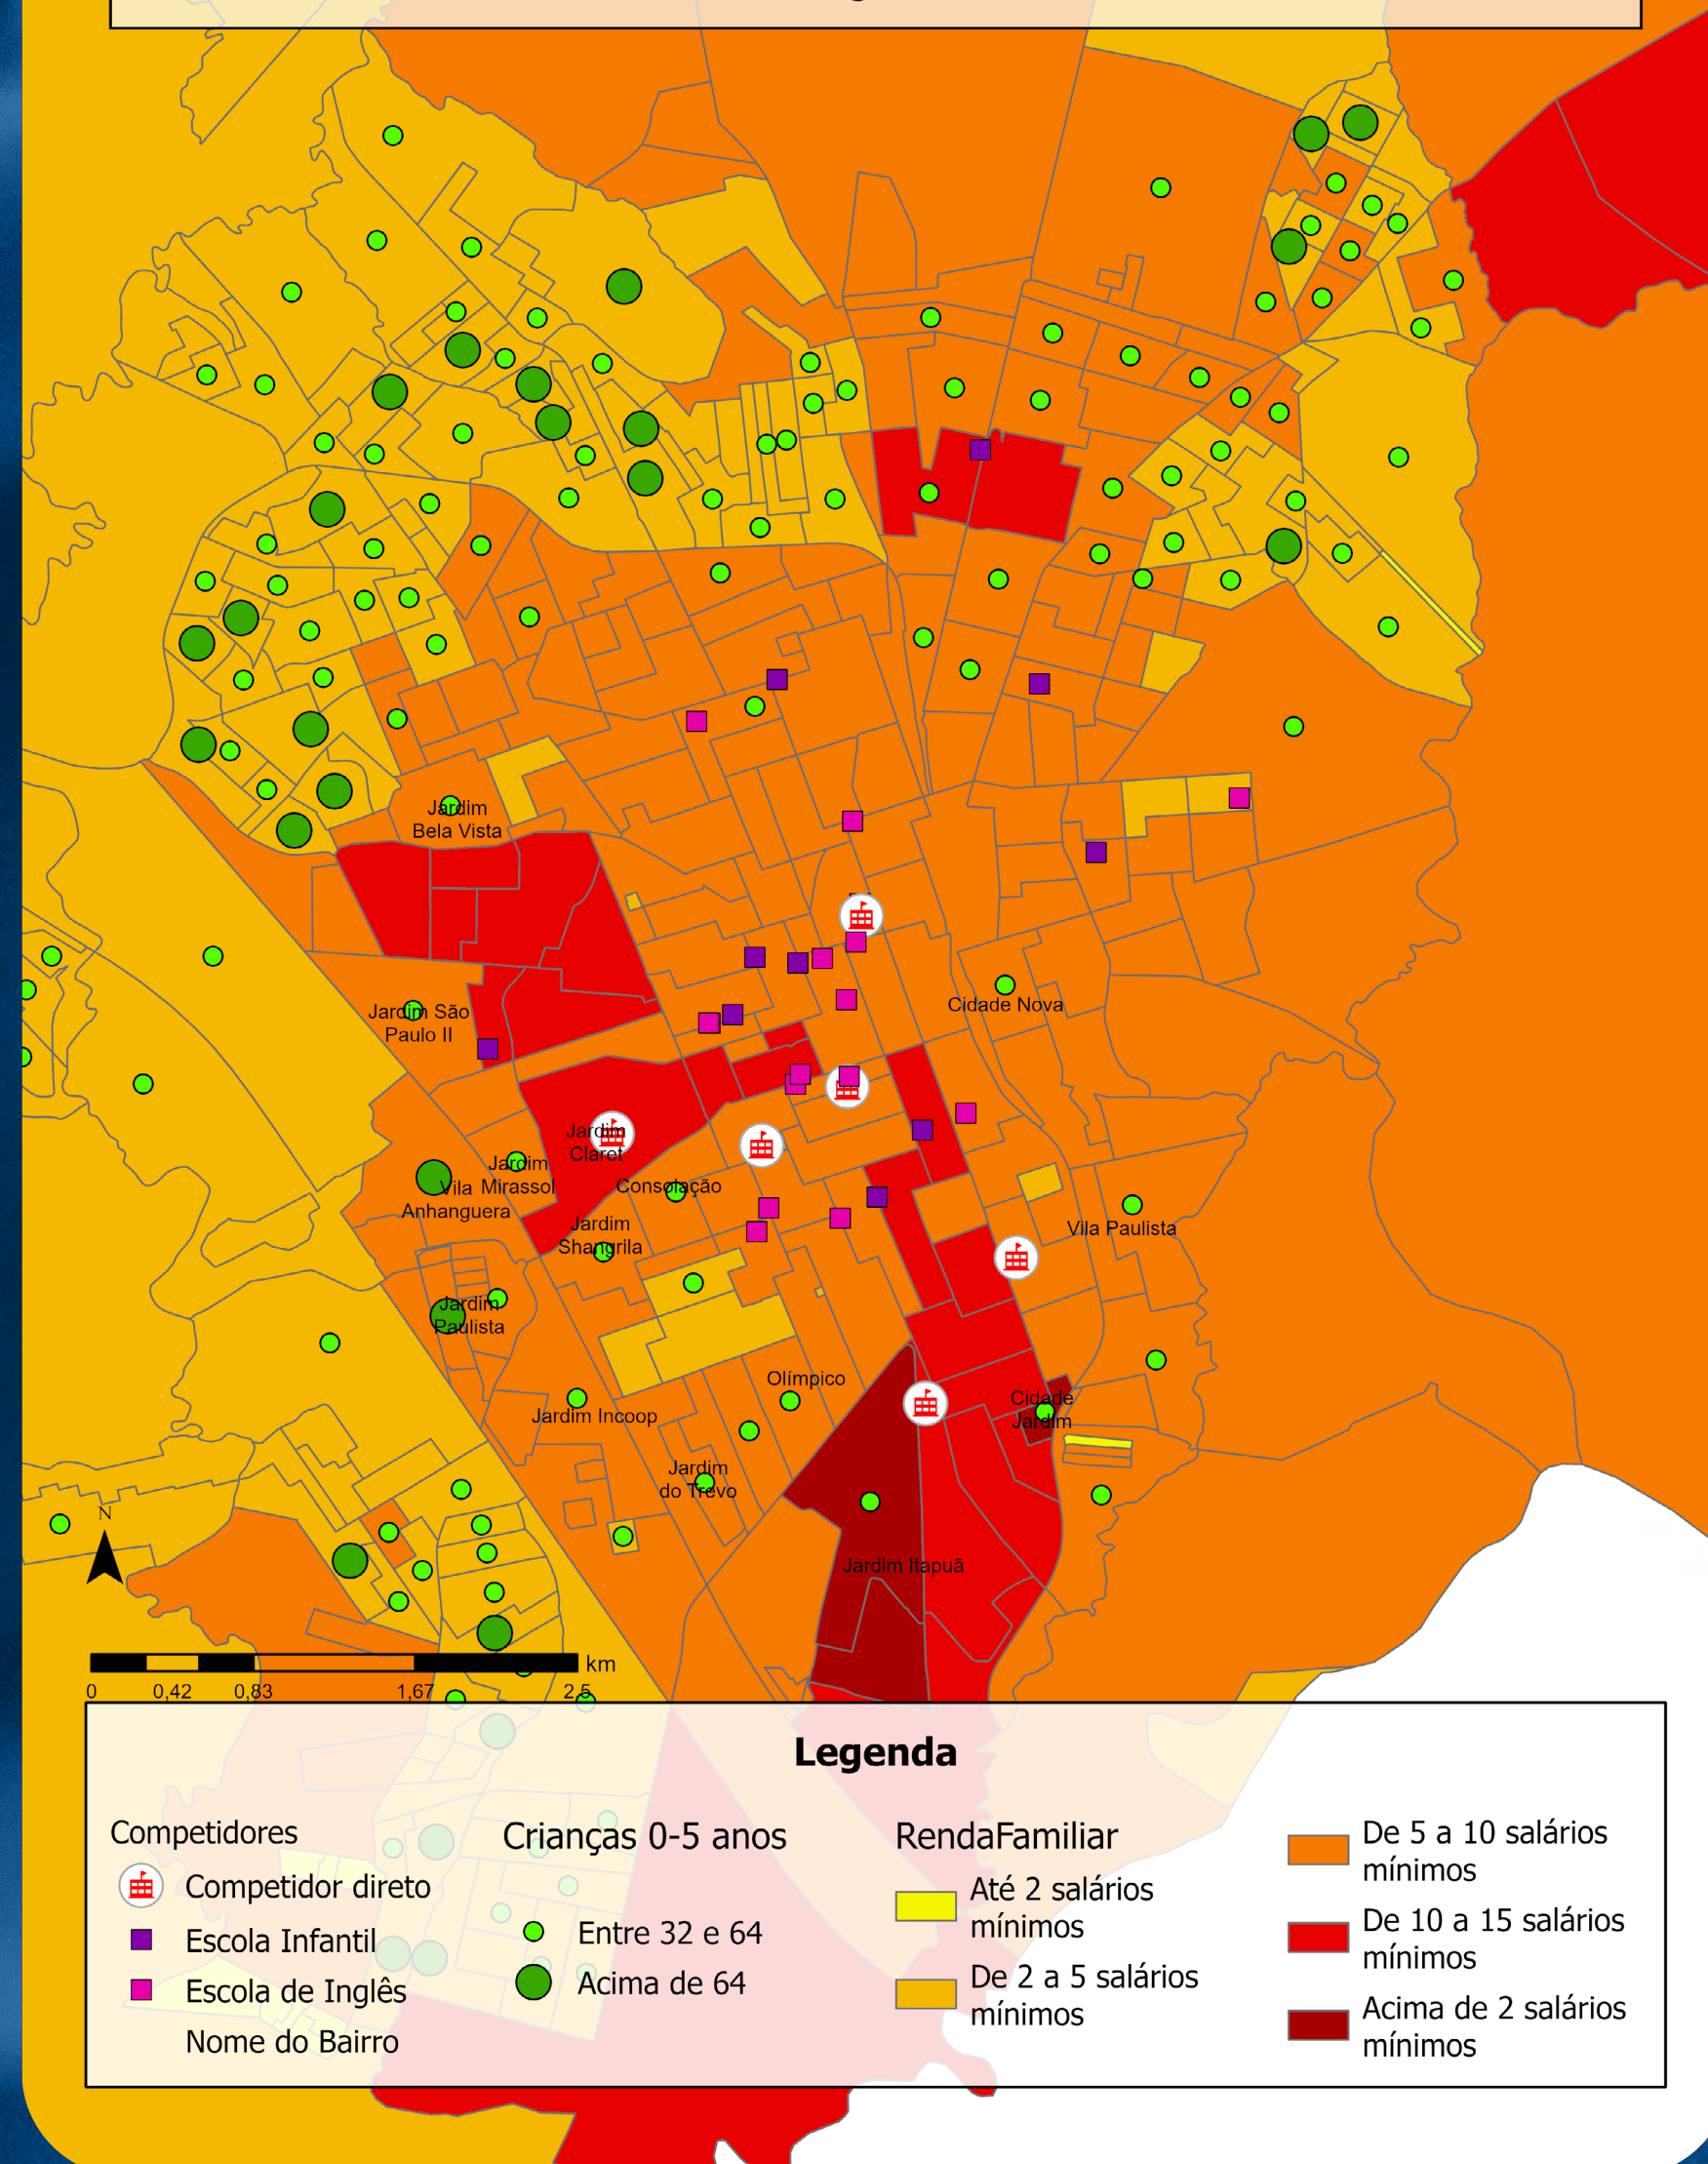 Jardim
Bela Vista
Jardim São
Paulo II
Cidade Nova
Jardim
Claret
Jardim
Mirassol
Vila
Anhanguera
Consolação
Jardim
Shangrila
Vila Paulista
Jardim
Paulista
Olímpico
Cidade
Jardim
Jardim Incoop
Jardim
do Trevo
N
Jardim Itapuã
km
0 0,42 0,83 1,67 2,5
Legenda
Competidores
Competidor direto
Escola Infantil
Escola de Inglês
Nome do Bairro
Crianças 0-5 anos
Entre 32 e 64
Acima de 64
RendaFamiliar
Até 2 salários
mínimos
De 2 a 5 salários
mínimos
De 5 a 10 salários
mínimos
De 10 a 15 salários
mínimos
Acima de 2 salários
mínimos